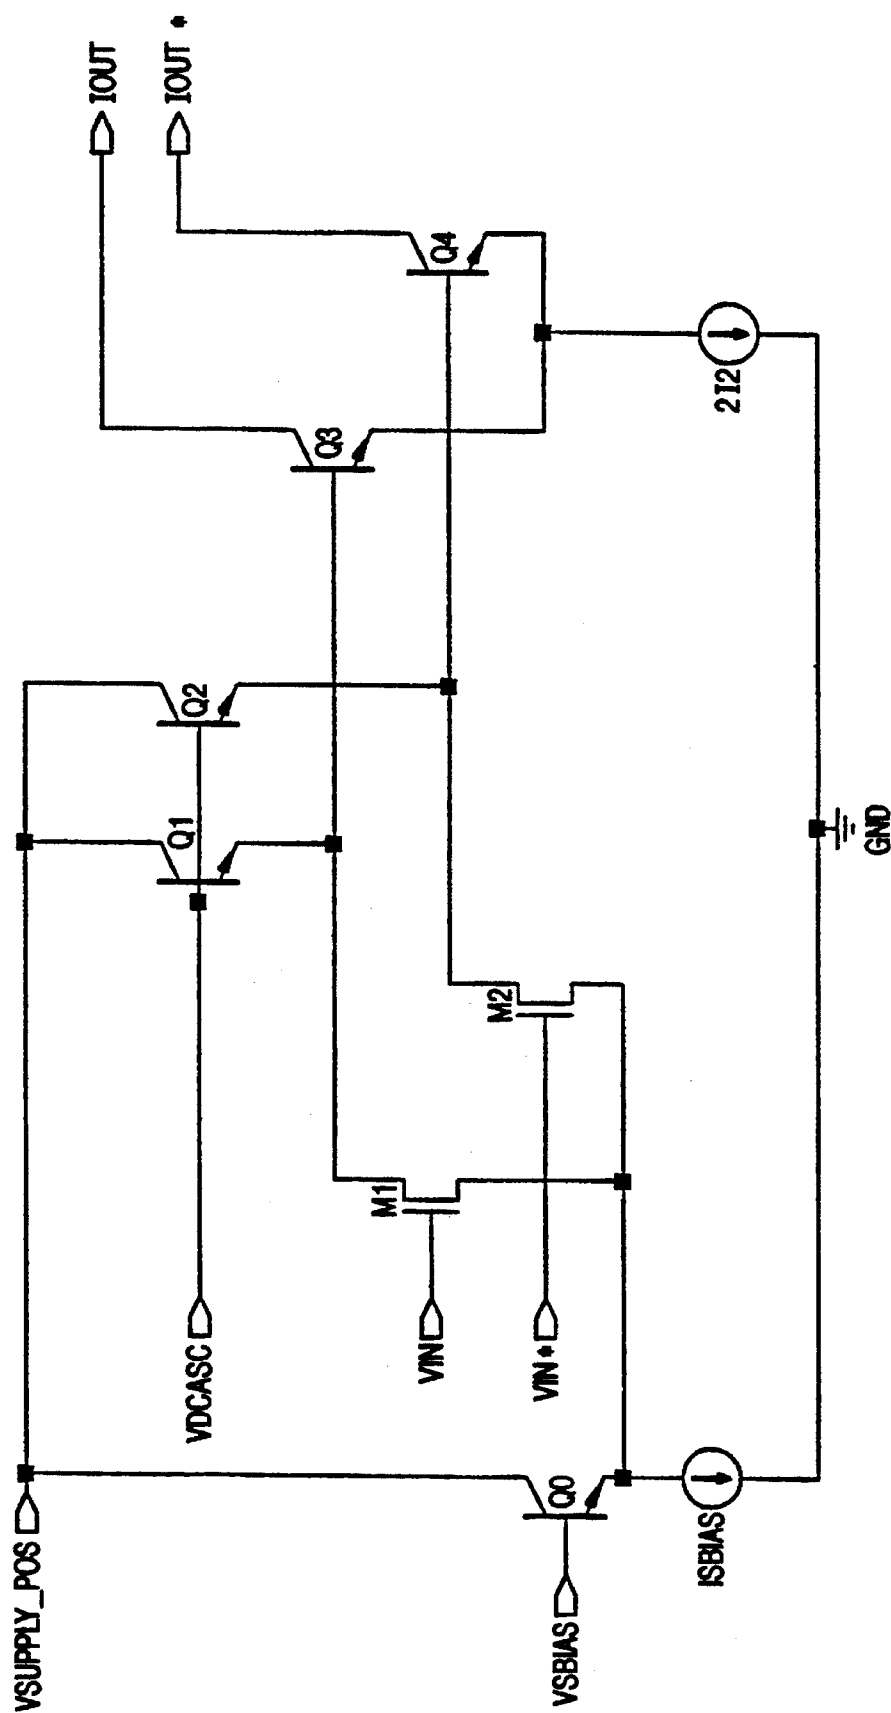 IOUT
IOUT *
Q4
Q3
2I2
Q2
Q1
GND
M2
M1
VDCASC
VIN
VIN *
VSUPPLY_POS
Q0
VSBIAS
ISBIAS